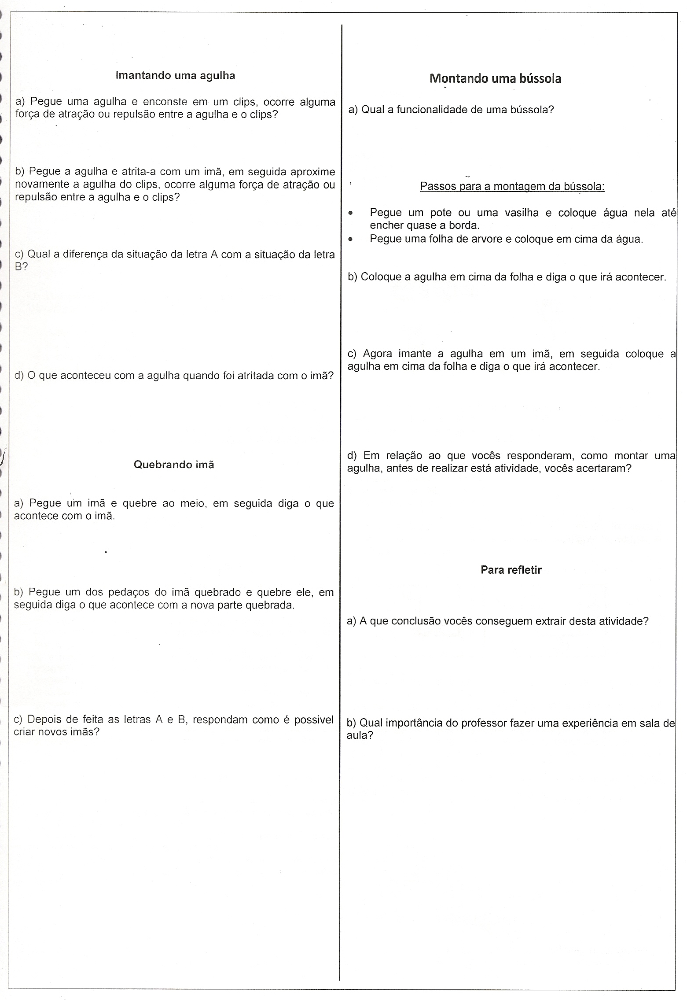 Imantando uma agulha
a) Pegue uma agulha e enconste em um clips, ocorre alguma
força de atração ou repulsão entre a agulha e o clips?
b) Pegue a agulha e atrita-a com um imã, em seguida aproxime
novamente a agulha do clips, ocorre alguma força de atração ou
repulsão entre a agulha e o clips?
c) Qual a diferença da situação da letra A com a situação da letra
B?
d) O que aconteceu com a agulha quando foi atritada com o imã?
Quebrando imã
a) Pegue um imã e quebre ao meio, em seguida diga o que
acontece com o imã.
b) Pegue um dos pedaços do imã quebrado e quebre ele, em
seguida diga o que acontece com a nova parte quebrada.
c) Depois de feita as letras A e B, respondam como é possivel
criar novos imãs?
Montando uma bússola
a) Qual a funcionalidade de uma bússola?
Passos para a montagem da bússola:
• Pegue um pote ou uma vasilha e coloque água nela até
encher quase a borda.
• Pegue uma folha de arvore e coloque em cima da água.
b) Coloque a agulha em cima da folha e diga o que irá acontecer.
c) Agora imante a agulha em um imã, em seguida coloque a
agulha em cima da folha e diga o que irá acontecer.
d) Em relação ao que vocês responderam, como montar uma
agulha, antes de realizar está atividade, vocês acertaram?
Para refletir
a) A que conclusão vocês conseguem extrair desta atividade?
b) Qual importância do professor fazer uma experiência em sala de
aula?